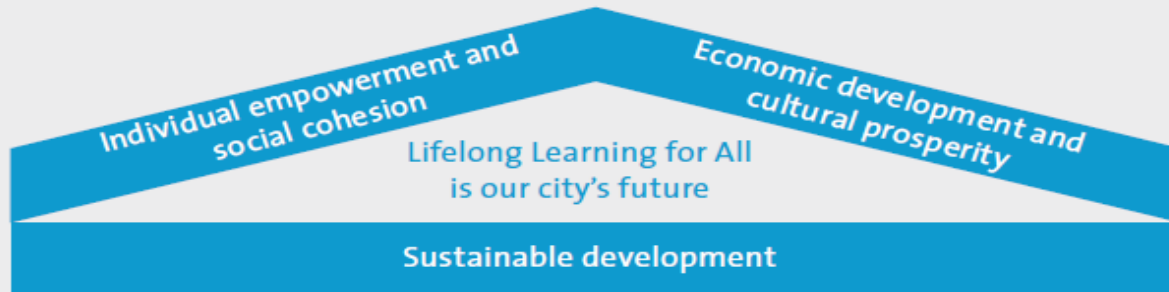 Individual empowerment and
social cohesion
Economic development and
cultural prosperity
Lifelong Learning for All
is our city's future
Sustainable development